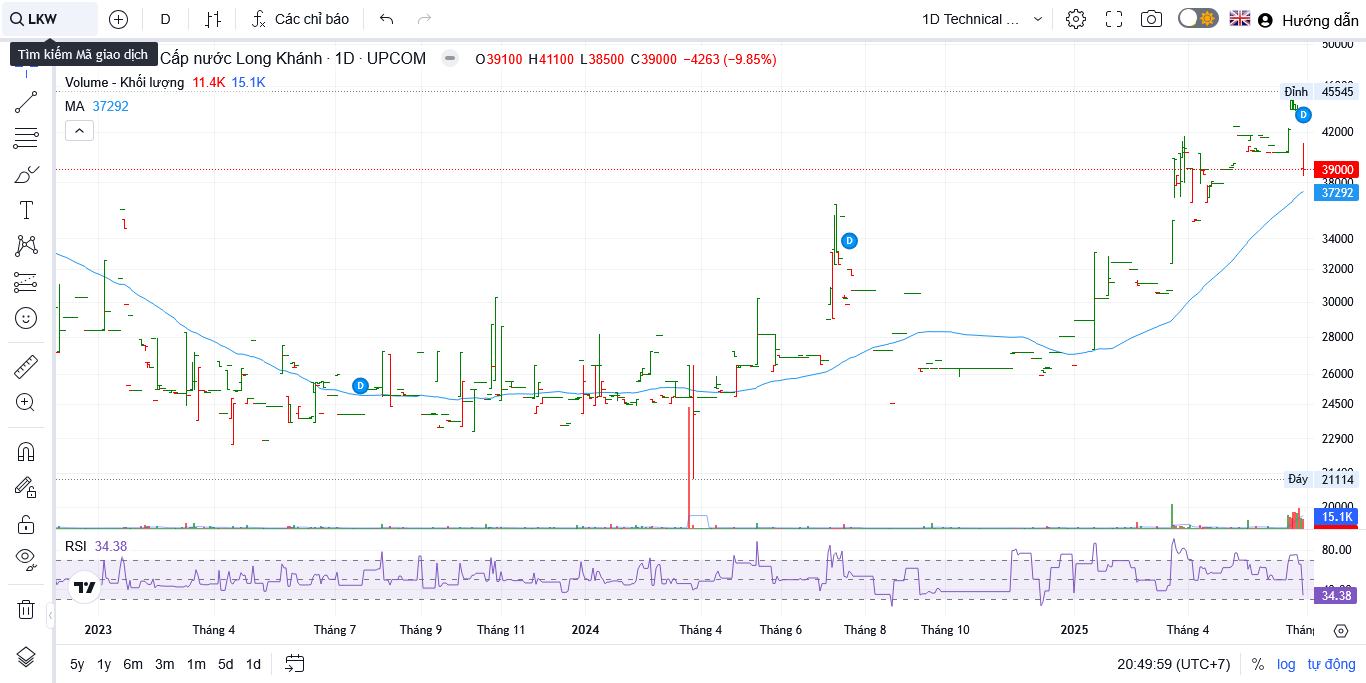 LKW
D
Các chỉ báo
1D Technical ...
Hướng dẫn
Tìm kiếm Mã giao dịch
Cấp nước Long Khánh · 1D · UPCOM
O39100 H41100 L38500 C39000 −4263 (−9.85%)
Volume - Khối lượng 11.4K 15.1K
MA 37292
50000
Đỉnh 45545
D
42000
39000
38000
37292
D
34000
32000
30000
28000
26000
D
24500
22900
Đáy 21114
20000
15.1K
RSI 34.38
80.00
34.38
2023 Tháng 4 Tháng 7 Tháng 9 Tháng 11 2024 Tháng 4 Tháng 6 Tháng 8 Tháng 10 2025 Tháng 4
5y 1y 6m 3m 1m 5d 1d
20:49:59 (UTC+7) % log tự động